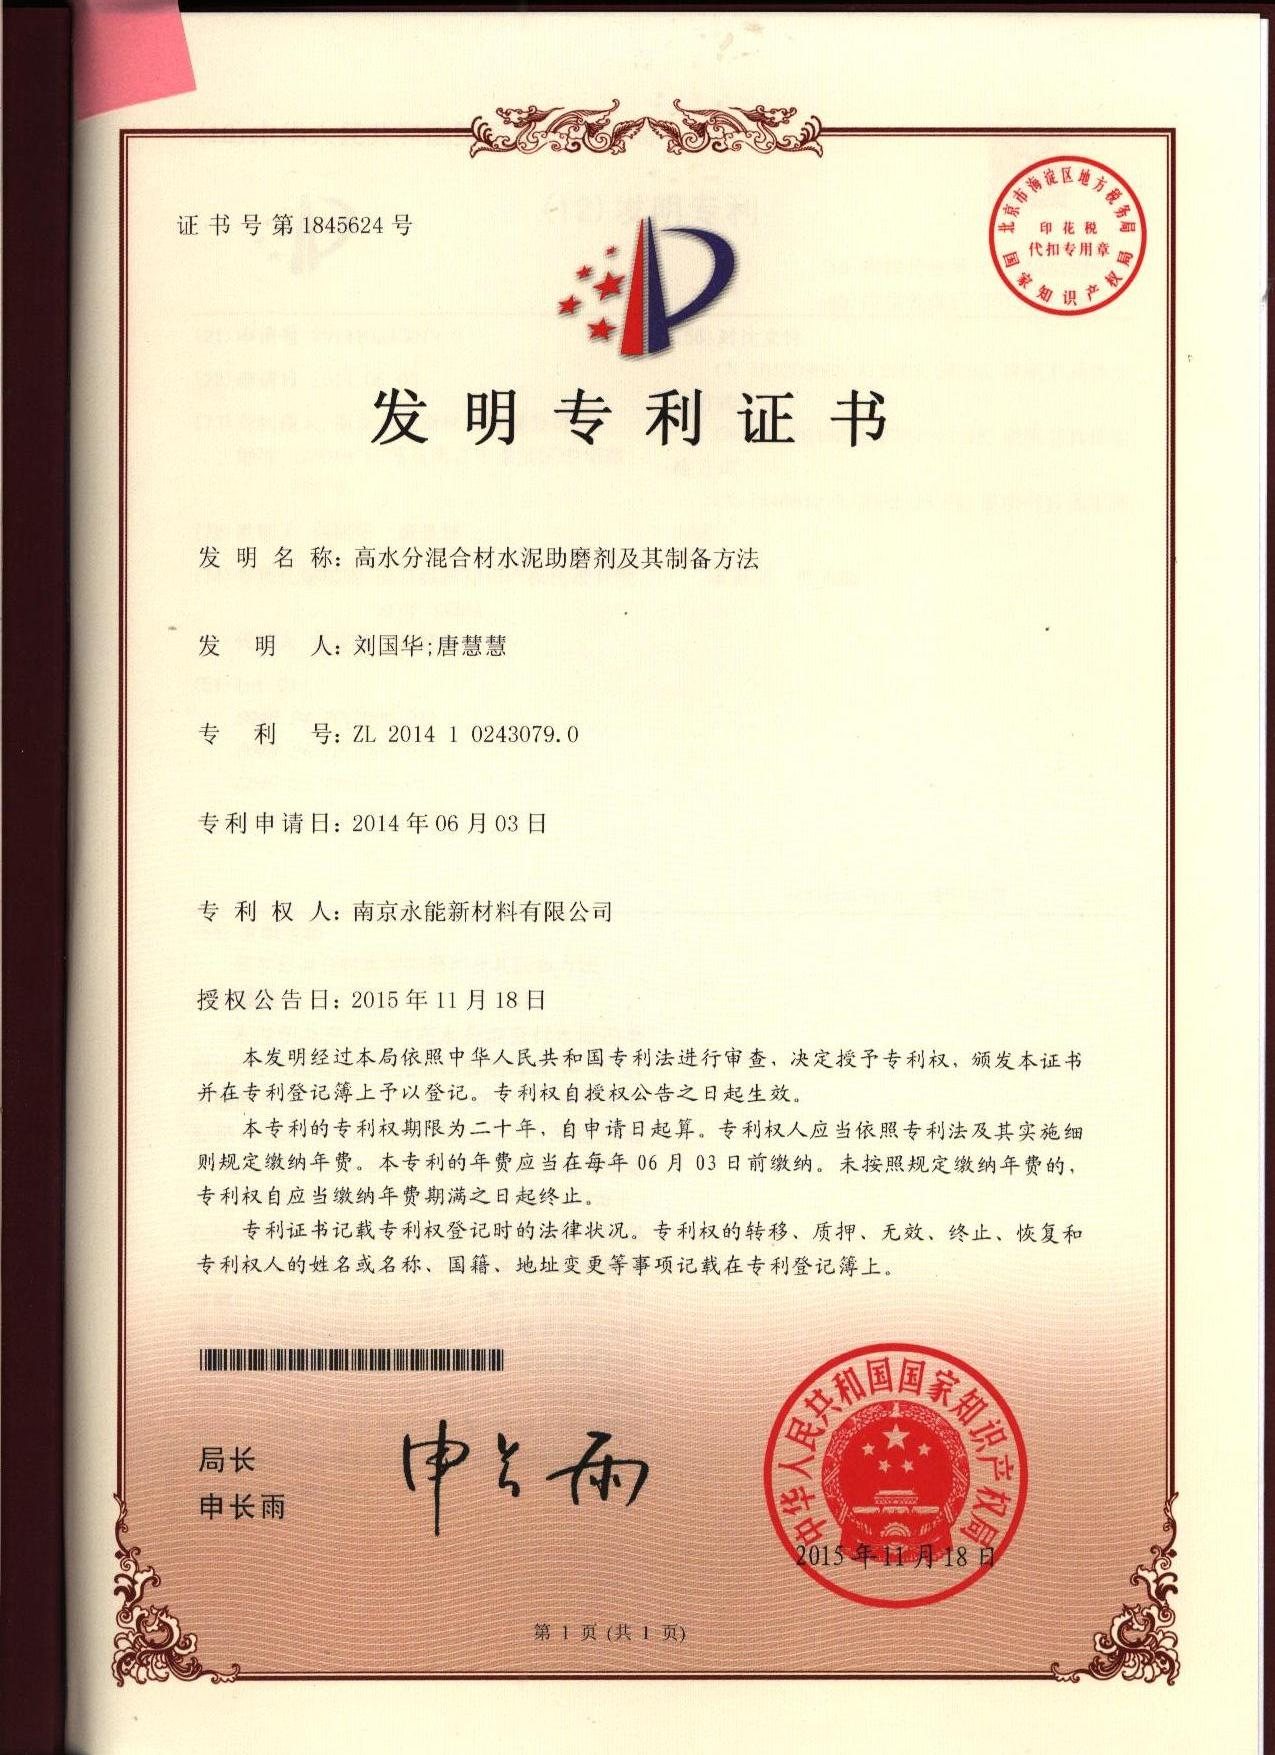 证书号第1845624号
北京市海淀区地方税务局
印花税
代扣专用章
国家知识产权局
发明专利证书
发明名称：高水分混合材水泥助磨剂及其制备方法
发明人：刘国华;唐慧慧
专利号：ZL 2014 1 0243079.0
专利申请日：2014年06月03日
专利权人：南京永能新材料有限公司
授权公告日：2015年11月18日
本发明经过本局依照中华人民共和国专利法进行审查，决定授予专利权，颁发本证书
并在专利登记簿上予以登记。专利权自授权公告之日起生效。
本专利的专利权期限为二十年，自申请日起算。专利权人应当依照专利法及其实施细
则规定缴纳年费。本专利的年费应当在每年06月03日前缴纳。未按照规定缴纳年费的，
专利权自应当缴纳年费期满之日起终止。
专利证书记载专利权登记时的法律状况。专利权的转移、质押、无效、终止、恢复和
专利权人的姓名或名称、国籍、地址变更等事项记载在专利登记簿上。
局长
申长雨
申长雨
中华人民共和国国家知识产权局
2015年11月18日
第1页(共1页)